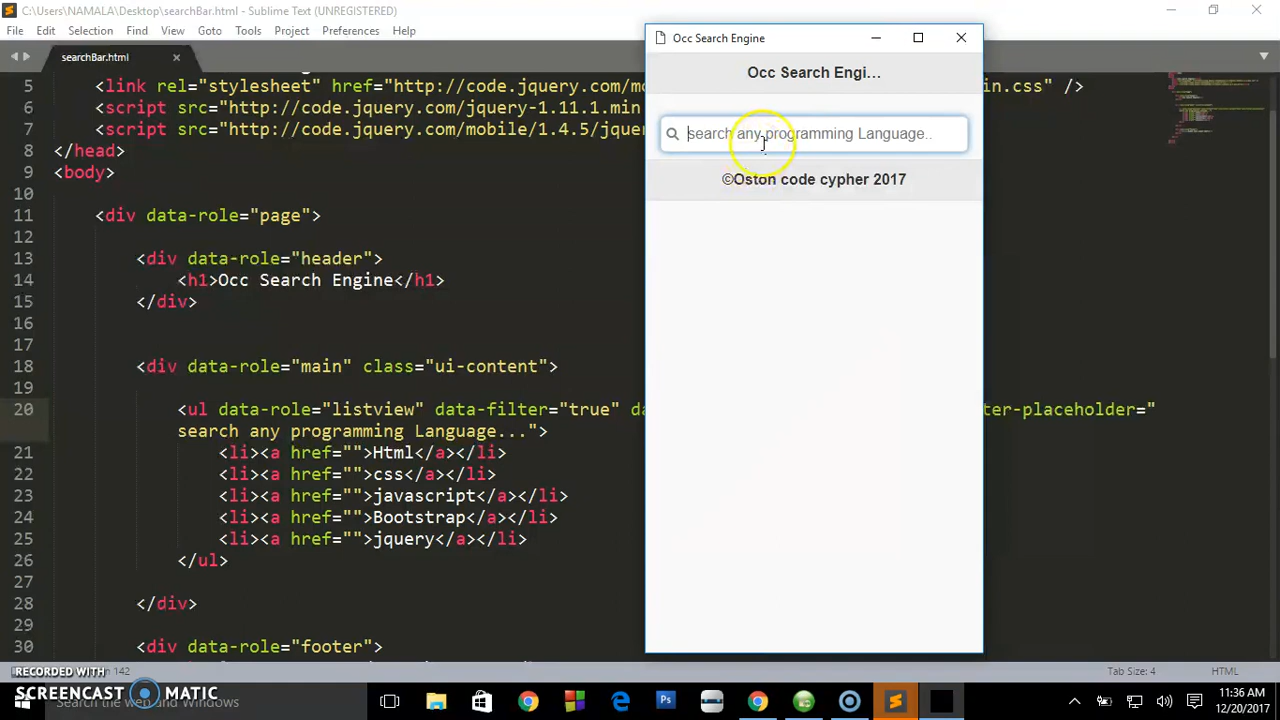 C:\Users\NAMALA\Desktop\searchBar.html - Sublime Text (UNREGISTERED)
File Edit Selection Find View Goto Tools Project Preferences Help
searchBar.html
5 <link rel="stylesheet" href="http://code.jquery.com/mo in.css" />
6 <script src="http://code.jquery.com/jquery-1.11.1.min
7 <script src="http://code.jquery.com/mobile/1.4.5/jquer
8 </head>
9 <body>
10
11 <div data-role="page">
12
13 <div data-role="header">
14 <h1>Occ Search Engine</h1>
15 </div>
16
17
18 <div data-role="main" class="ui-content">
19
20 <ul data-role="listview" data-filter="true" da ter-placeholder="
search any programming Language...">
21 <li><a href="">Html</a></li>
22 <li><a href="">css</a></li>
23 <li><a href="">javascript</a></li>
24 <li><a href="">Bootstrap</a></li>
25 <li><a href="">jquery</a></li>
26 </ul>
27
28 </div>
29
30 <div data-role="footer">
Occ Search Engine
Occ Search Engi...
search any programming Language..
©Oston code cypher 2017
142
Tab Size: 4
HTML
RECORDED WITH
SCREENCAST MATIC
Search the web and Windows
Ps
11:36 AM
12/20/2017